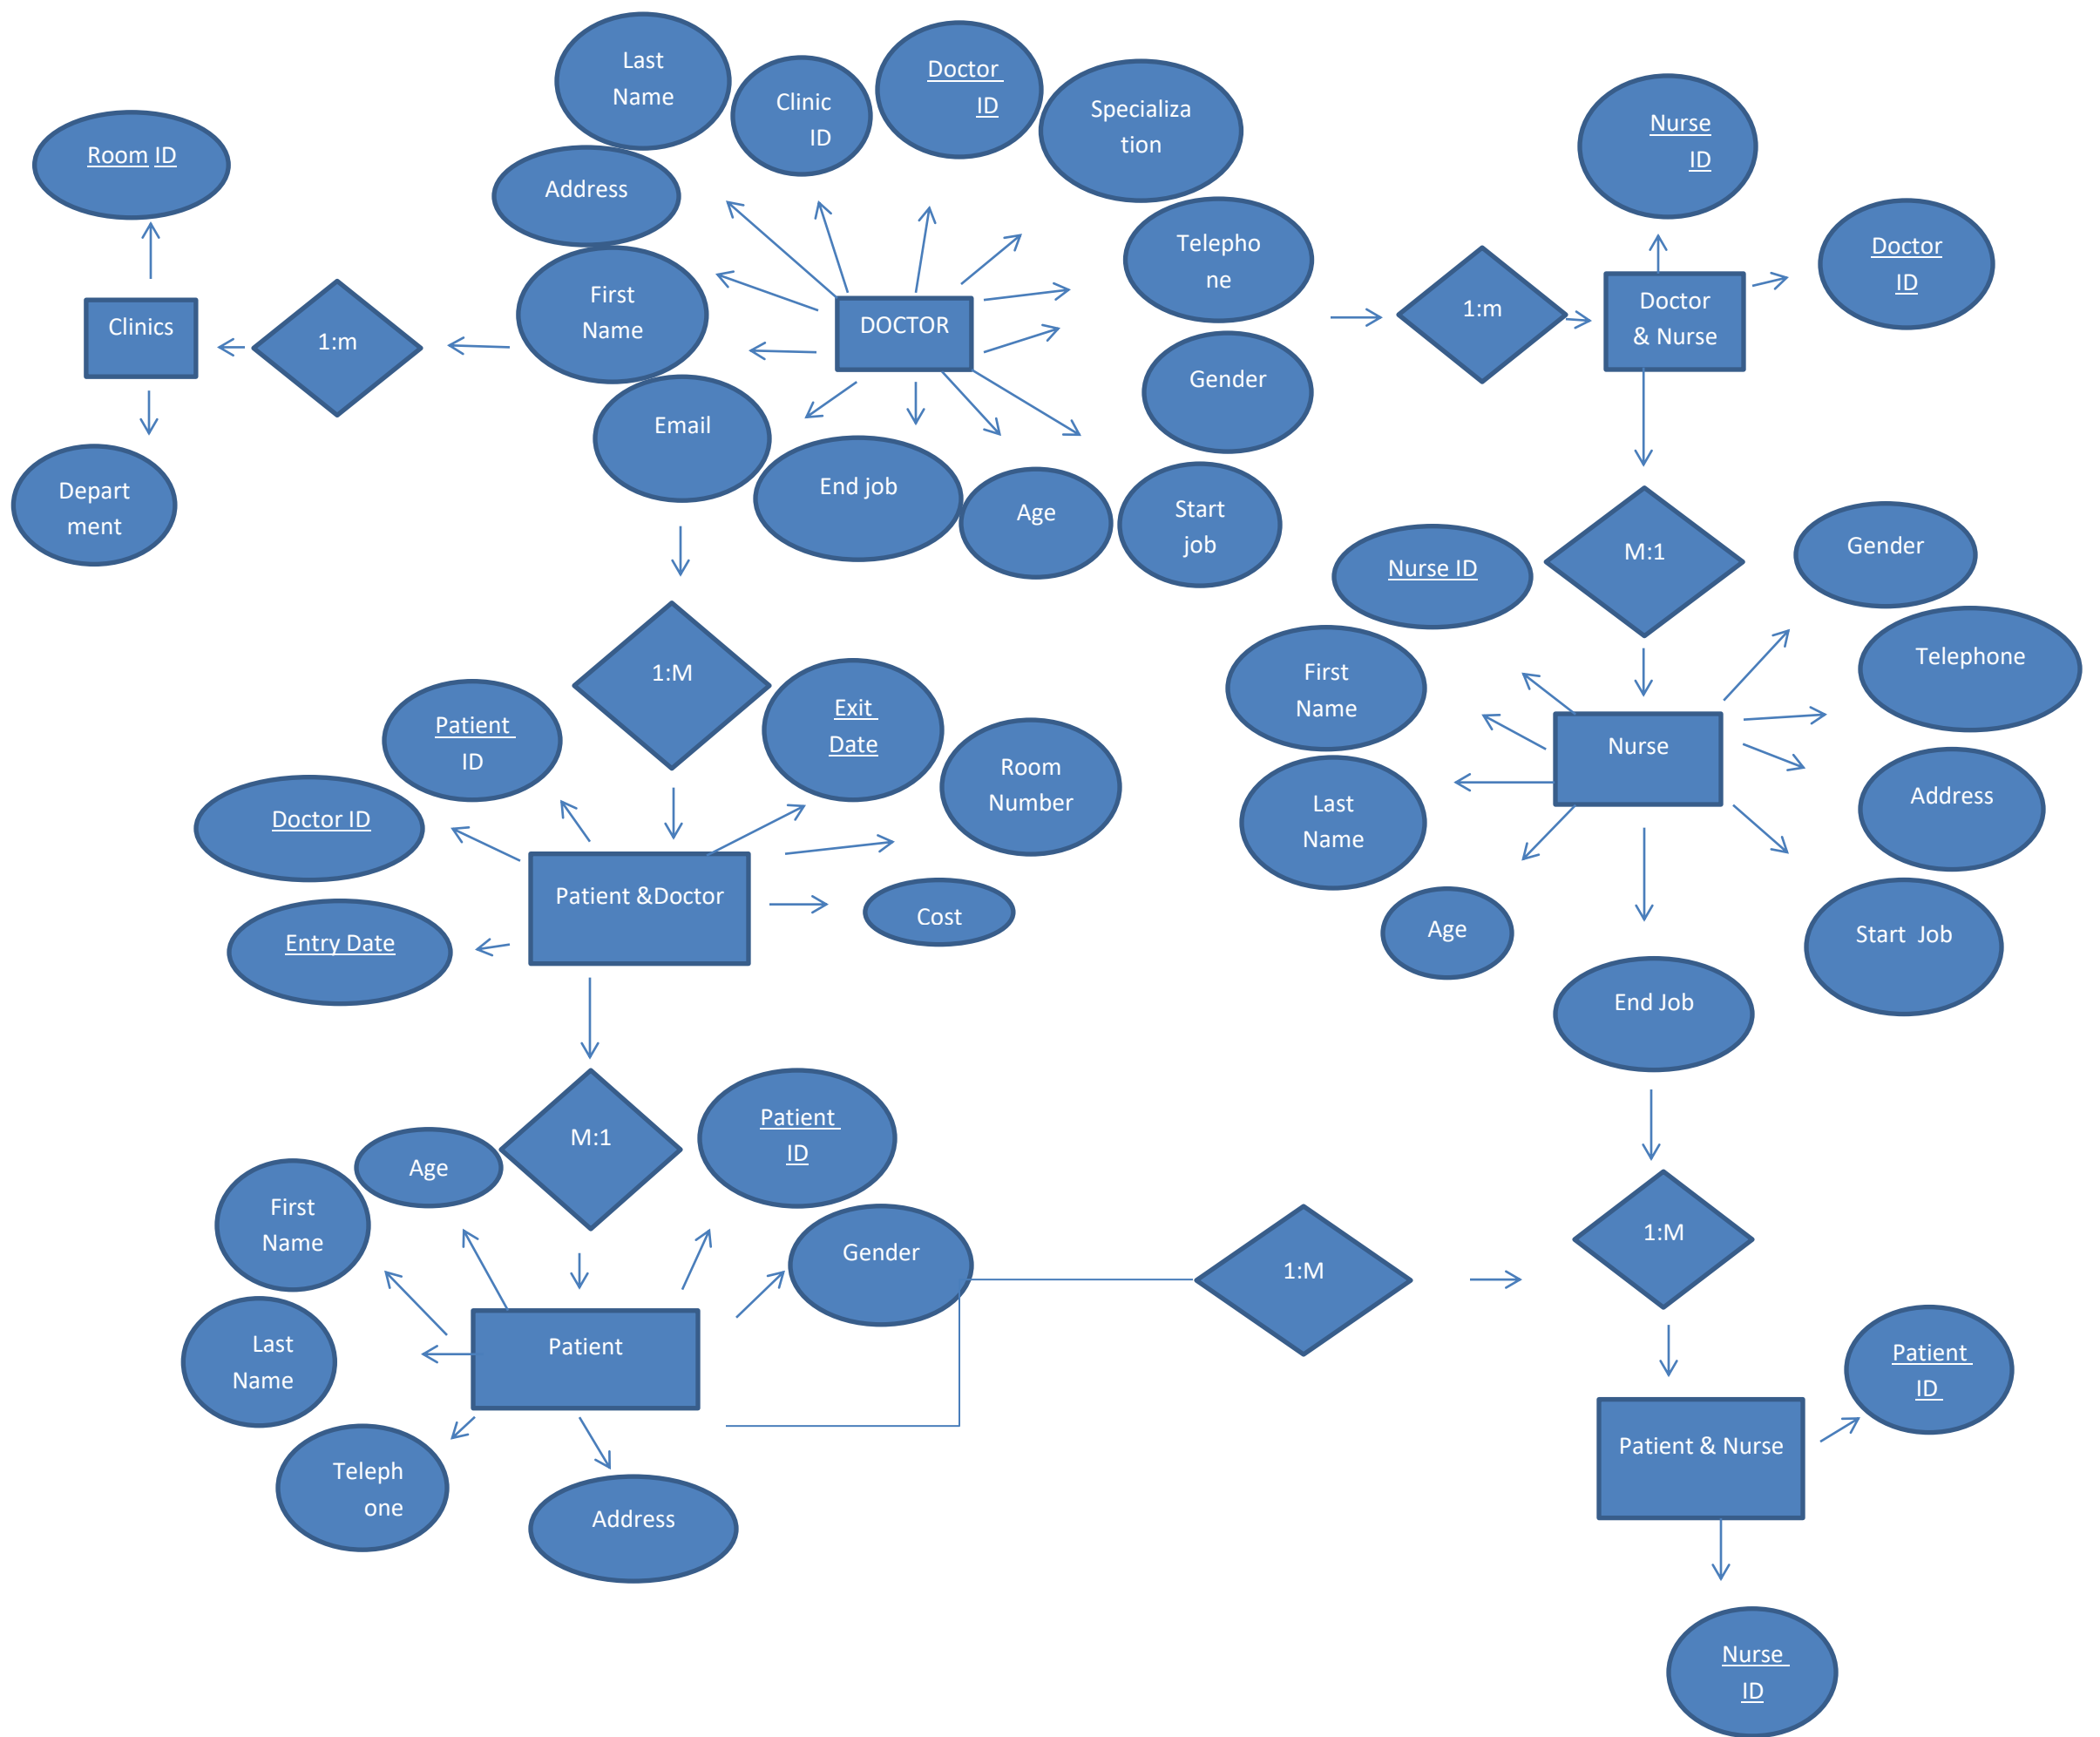 Last
Name
Clinic
ID
Doctor
ID
Specializa
tion
Nurse
ID
Room ID
Address
Telepho
ne
Doctor
ID
First
Name
DOCTOR
1:m
Doctor
& Nurse
Clinics
1:m
Gender
Email
End job
Age
Start
job
Depart
ment
M:1
Gender
Nurse ID
1:M
First
Name
Telephone
Patient
ID
Exit
Date
Room
Number
Nurse
Address
Doctor ID
Last
Name
Patient &Doctor
Cost
Age
Start Job
Entry Date
End Job
M:1
Patient
ID
Age
First
Name
Gender
1:M
1:M
Last
Name
Patient
Patient
ID
Patient & Nurse
Teleph
one
Address
Nurse
ID